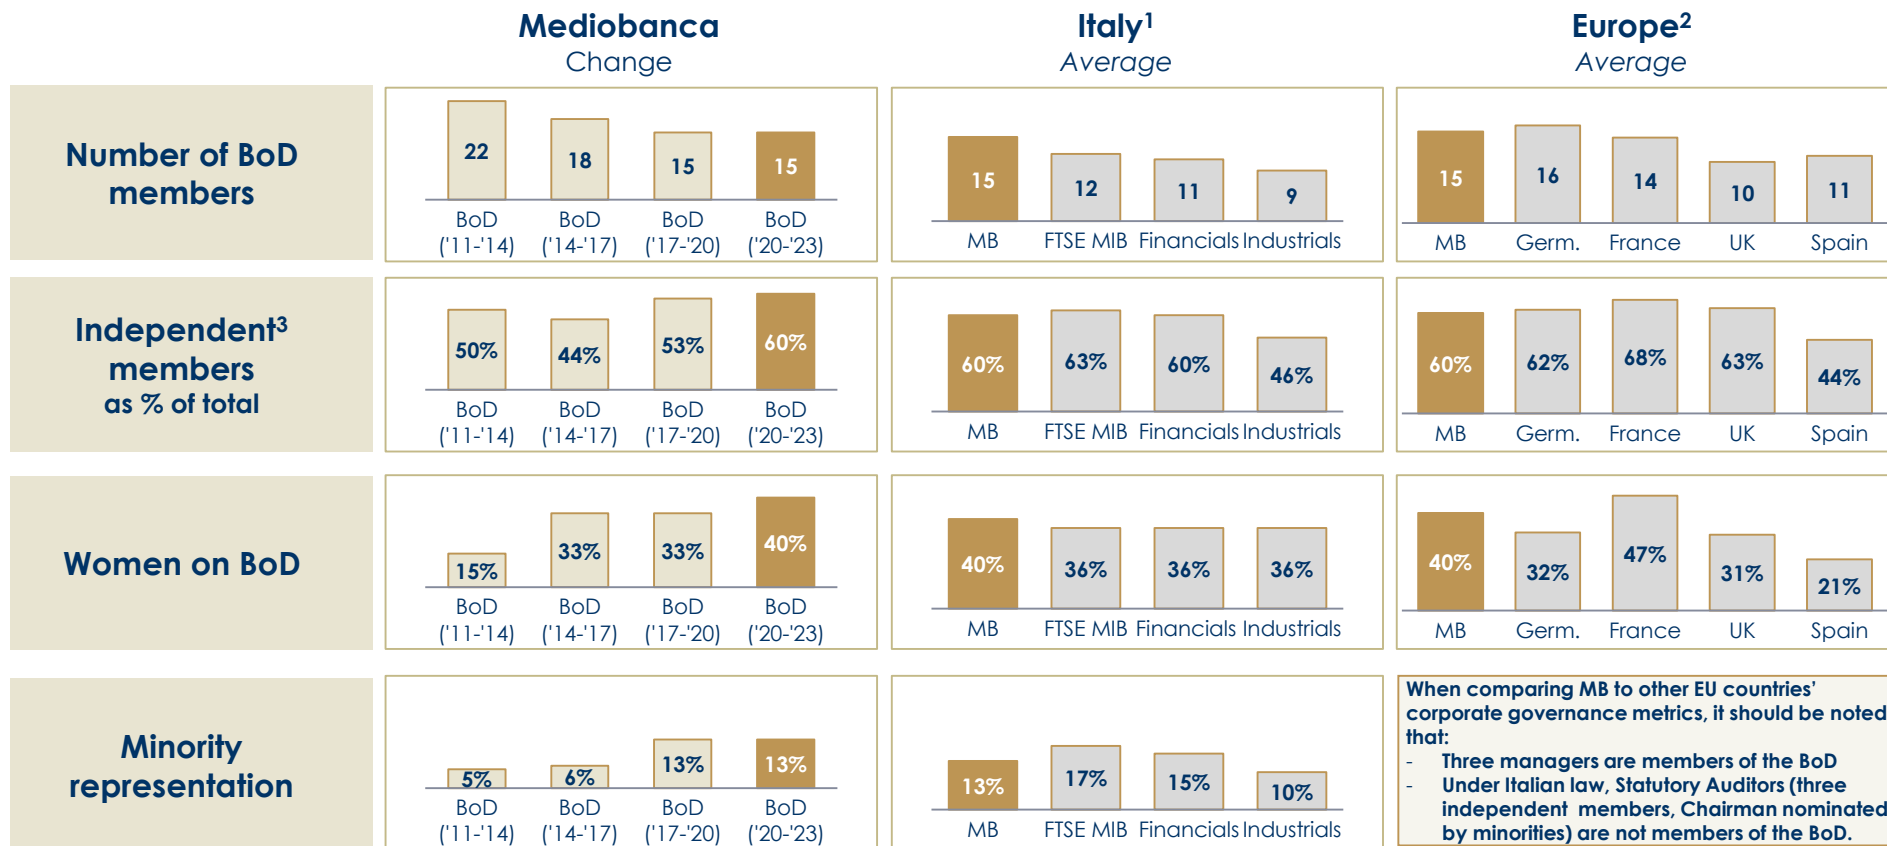 Mediobanca
Change
Italy¹
Average
Europe²
Average
Number of BoD
members
22
18
15
15
BoD
('11-'14)
BoD
('14-'17)
BoD
('17-'20)
BoD
('20-'23)
15
12
11
9
MB
FTSE MIB
Financials
Industrials
15
16
14
10
11
MB
Germ.
France
UK
Spain
Independent³
members
as % of total
50%
44%
53%
60%
BoD
('11-'14)
BoD
('14-'17)
BoD
('17-'20)
BoD
('20-'23)
60%
63%
60%
46%
MB
FTSE MIB
Financials
Industrials
60%
62%
68%
63%
44%
MB
Germ.
France
UK
Spain
Women on BoD
15%
33%
33%
40%
BoD
('11-'14)
BoD
('14-'17)
BoD
('17-'20)
BoD
('20-'23)
40%
36%
36%
36%
MB
FTSE MIB
Financials
Industrials
40%
32%
47%
31%
21%
MB
Germ.
France
UK
Spain
Minority
representation
5%
6%
13%
13%
BoD
('11-'14)
BoD
('14-'17)
BoD
('17-'20)
BoD
('20-'23)
13%
17%
15%
10%
MB
FTSE MIB
Financials
Industrials
When comparing MB to other EU countries'
corporate governance metrics, it should be noted
that:
- Three managers are members of the BoD
- Under Italian law, Statutory Auditors (three
independent members, Chairman nominated
by minorities) are not members of the BoD.